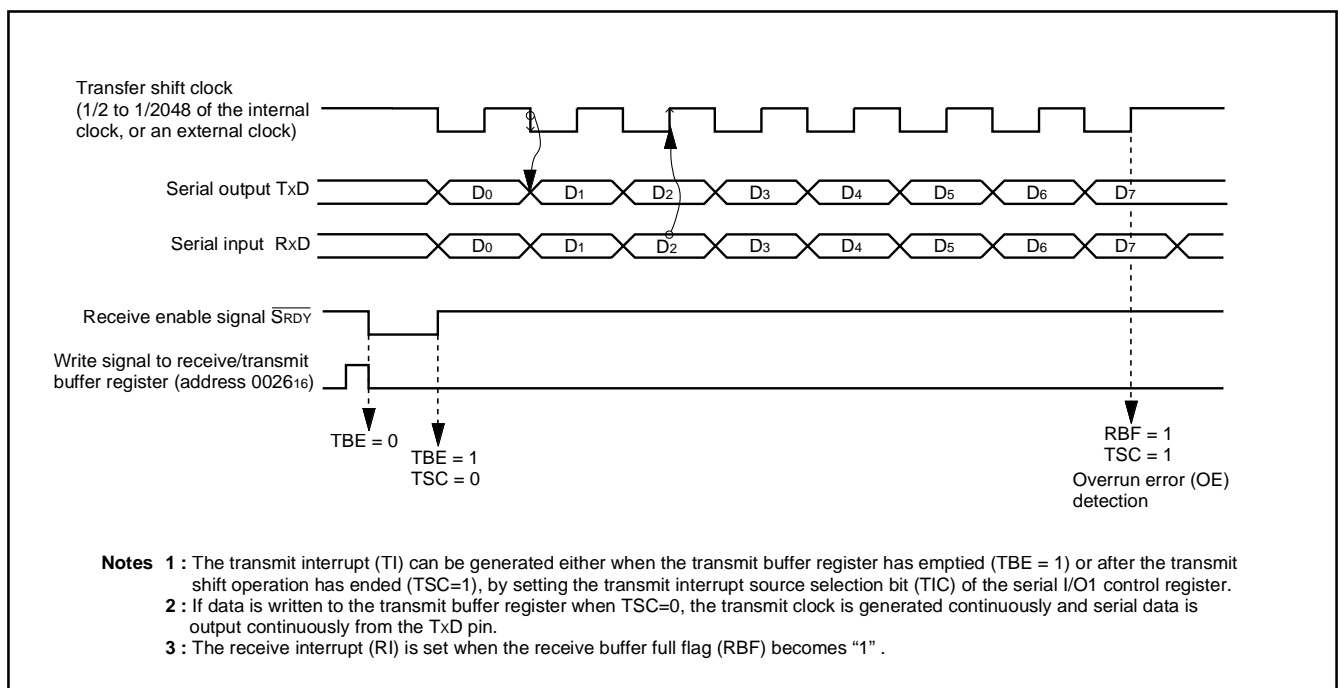 Transfer shift clock
(1/2 to 1/2048 of the internal
clock, or an external clock)
Serial output TxD
D0 D1 D2 D3 D4 D5 D6 D7
Serial input RxD
D0 D1 D2 D3 D4 D5 D6 D7
Receive enable signal SRDY
Write signal to receive/transmit
buffer register (address 002616)
TBE = 0
TBE = 1
TSC = 0
RBF = 1
TSC = 1
Overrun error (OE)
detection
Notes 1 : The transmit interrupt (TI) can be generated either when the transmit buffer register has emptied (TBE = 1) or after the transmit
shift operation has ended (TSC=1), by setting the transmit interrupt source selection bit (TIC) of the serial I/O1 control register.
2 : If data is written to the transmit buffer register when TSC=0, the transmit clock is generated continuously and serial data is
output continuously from the TxD pin.
3 : The receive interrupt (RI) is set when the receive buffer full flag (RBF) becomes “1” .